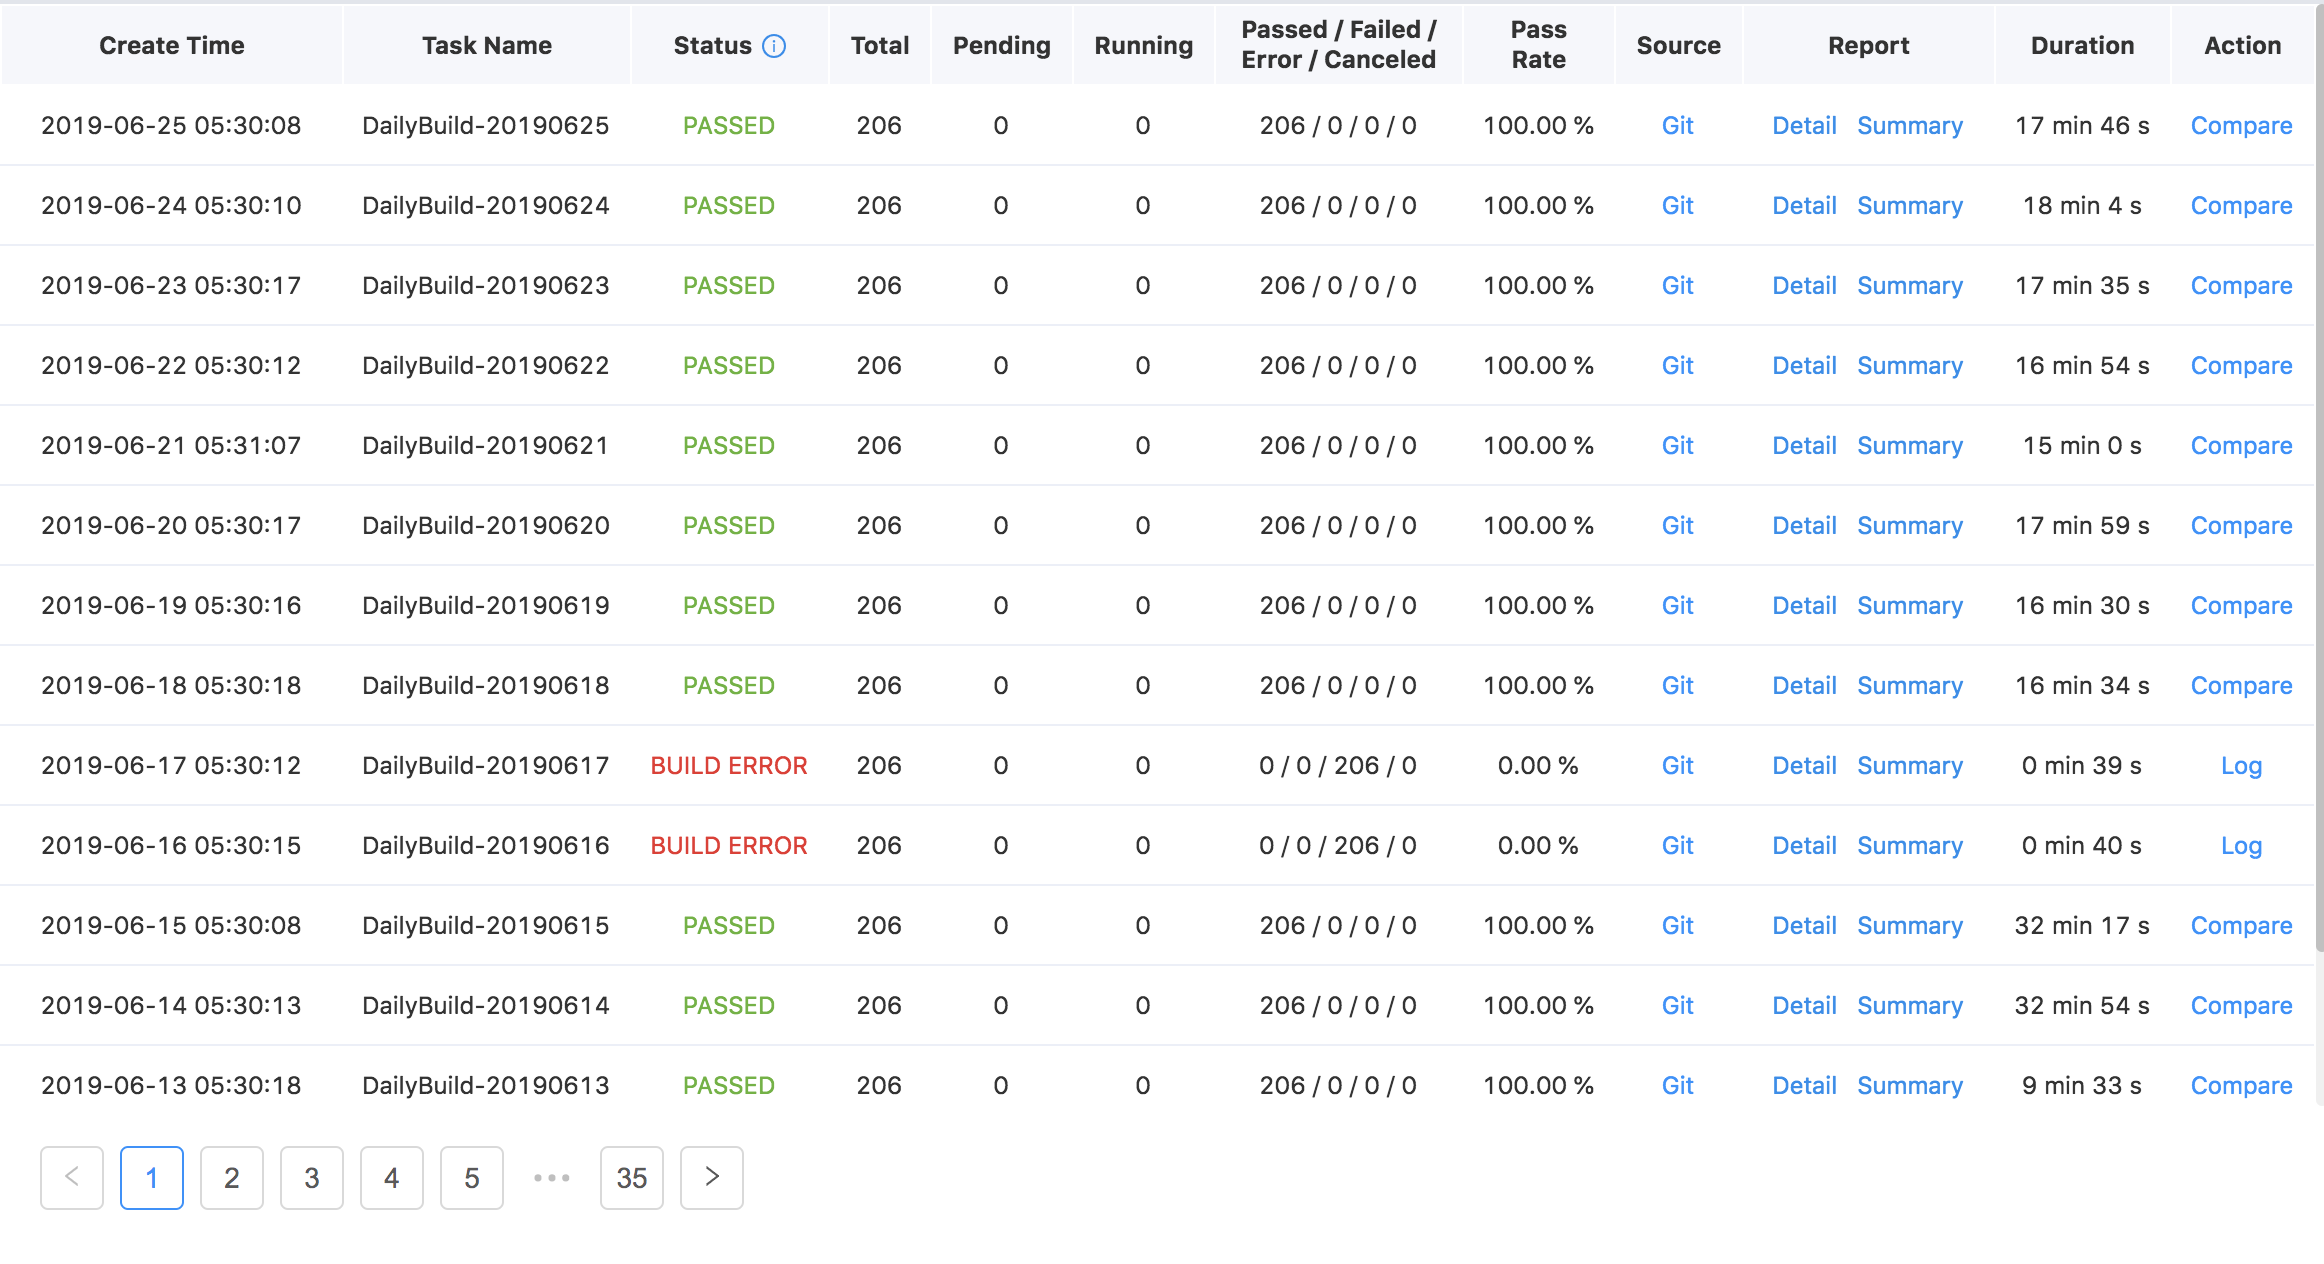 Create Time Task Name Status Total Pending Running Passed / Failed / Error / Canceled Pass Rate Source Report Duration Action
2019-06-25 05:30:08 DailyBuild-20190625 PASSED 206 0 0 206 / 0 / 0 / 0 100.00 % Git Detail Summary 17 min 46 s Compare
2019-06-24 05:30:10 DailyBuild-20190624 PASSED 206 0 0 206 / 0 / 0 / 0 100.00 % Git Detail Summary 18 min 4 s Compare
2019-06-23 05:30:17 DailyBuild-20190623 PASSED 206 0 0 206 / 0 / 0 / 0 100.00 % Git Detail Summary 17 min 35 s Compare
2019-06-22 05:30:12 DailyBuild-20190622 PASSED 206 0 0 206 / 0 / 0 / 0 100.00 % Git Detail Summary 16 min 54 s Compare
2019-06-21 05:31:07 DailyBuild-20190621 PASSED 206 0 0 206 / 0 / 0 / 0 100.00 % Git Detail Summary 15 min 0 s Compare
2019-06-20 05:30:17 DailyBuild-20190620 PASSED 206 0 0 206 / 0 / 0 / 0 100.00 % Git Detail Summary 17 min 59 s Compare
2019-06-19 05:30:16 DailyBuild-20190619 PASSED 206 0 0 206 / 0 / 0 / 0 100.00 % Git Detail Summary 16 min 30 s Compare
2019-06-18 05:30:18 DailyBuild-20190618 PASSED 206 0 0 206 / 0 / 0 / 0 100.00 % Git Detail Summary 16 min 34 s Compare
2019-06-17 05:30:12 DailyBuild-20190617 BUILD ERROR 206 0 0 0 / 0 / 206 / 0 0.00 % Git Detail Summary 0 min 39 s Log
2019-06-16 05:30:15 DailyBuild-20190616 BUILD ERROR 206 0 0 0 / 0 / 206 / 0 0.00 % Git Detail Summary 0 min 40 s Log
2019-06-15 05:30:08 DailyBuild-20190615 PASSED 206 0 0 206 / 0 / 0 / 0 100.00 % Git Detail Summary 32 min 17 s Compare
2019-06-14 05:30:13 DailyBuild-20190614 PASSED 206 0 0 206 / 0 / 0 / 0 100.00 % Git Detail Summary 32 min 54 s Compare
2019-06-13 05:30:18 DailyBuild-20190613 PASSED 206 0 0 206 / 0 / 0 / 0 100.00 % Git Detail Summary 9 min 33 s Compare
< 1 2 3 4 5 ••• 35 >